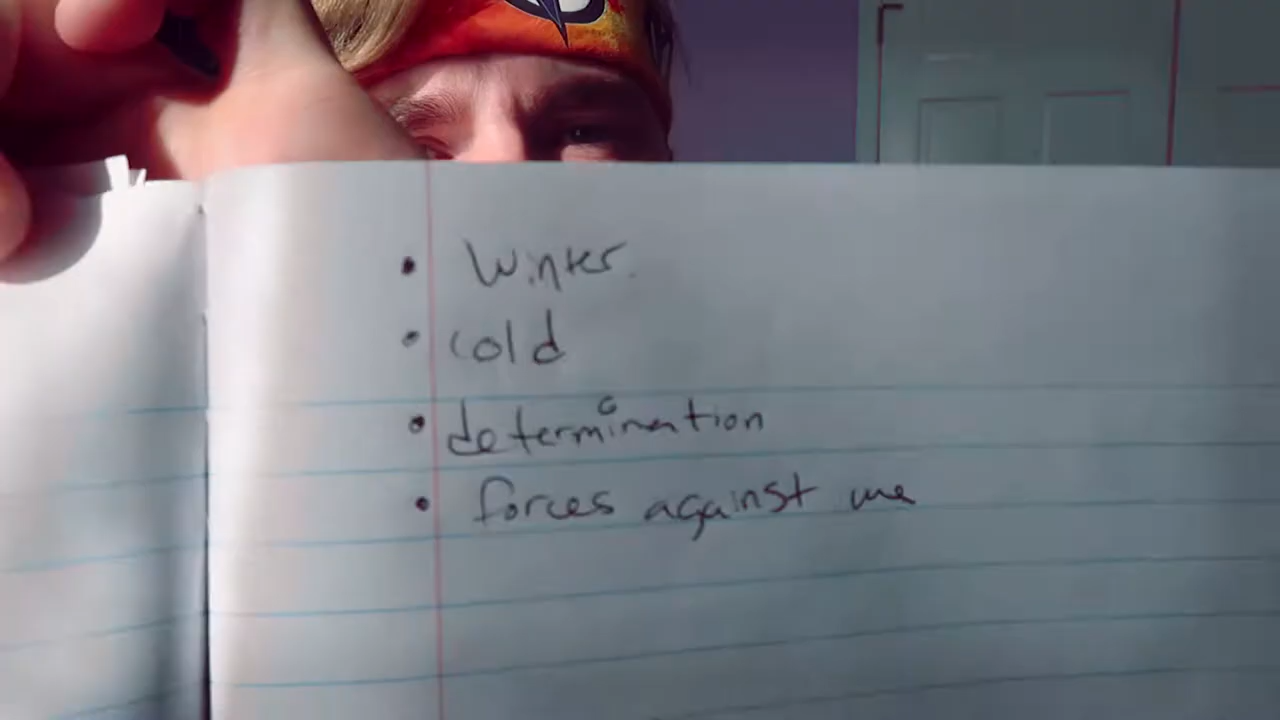 • Winter.
• cold
• determination
• forces against me